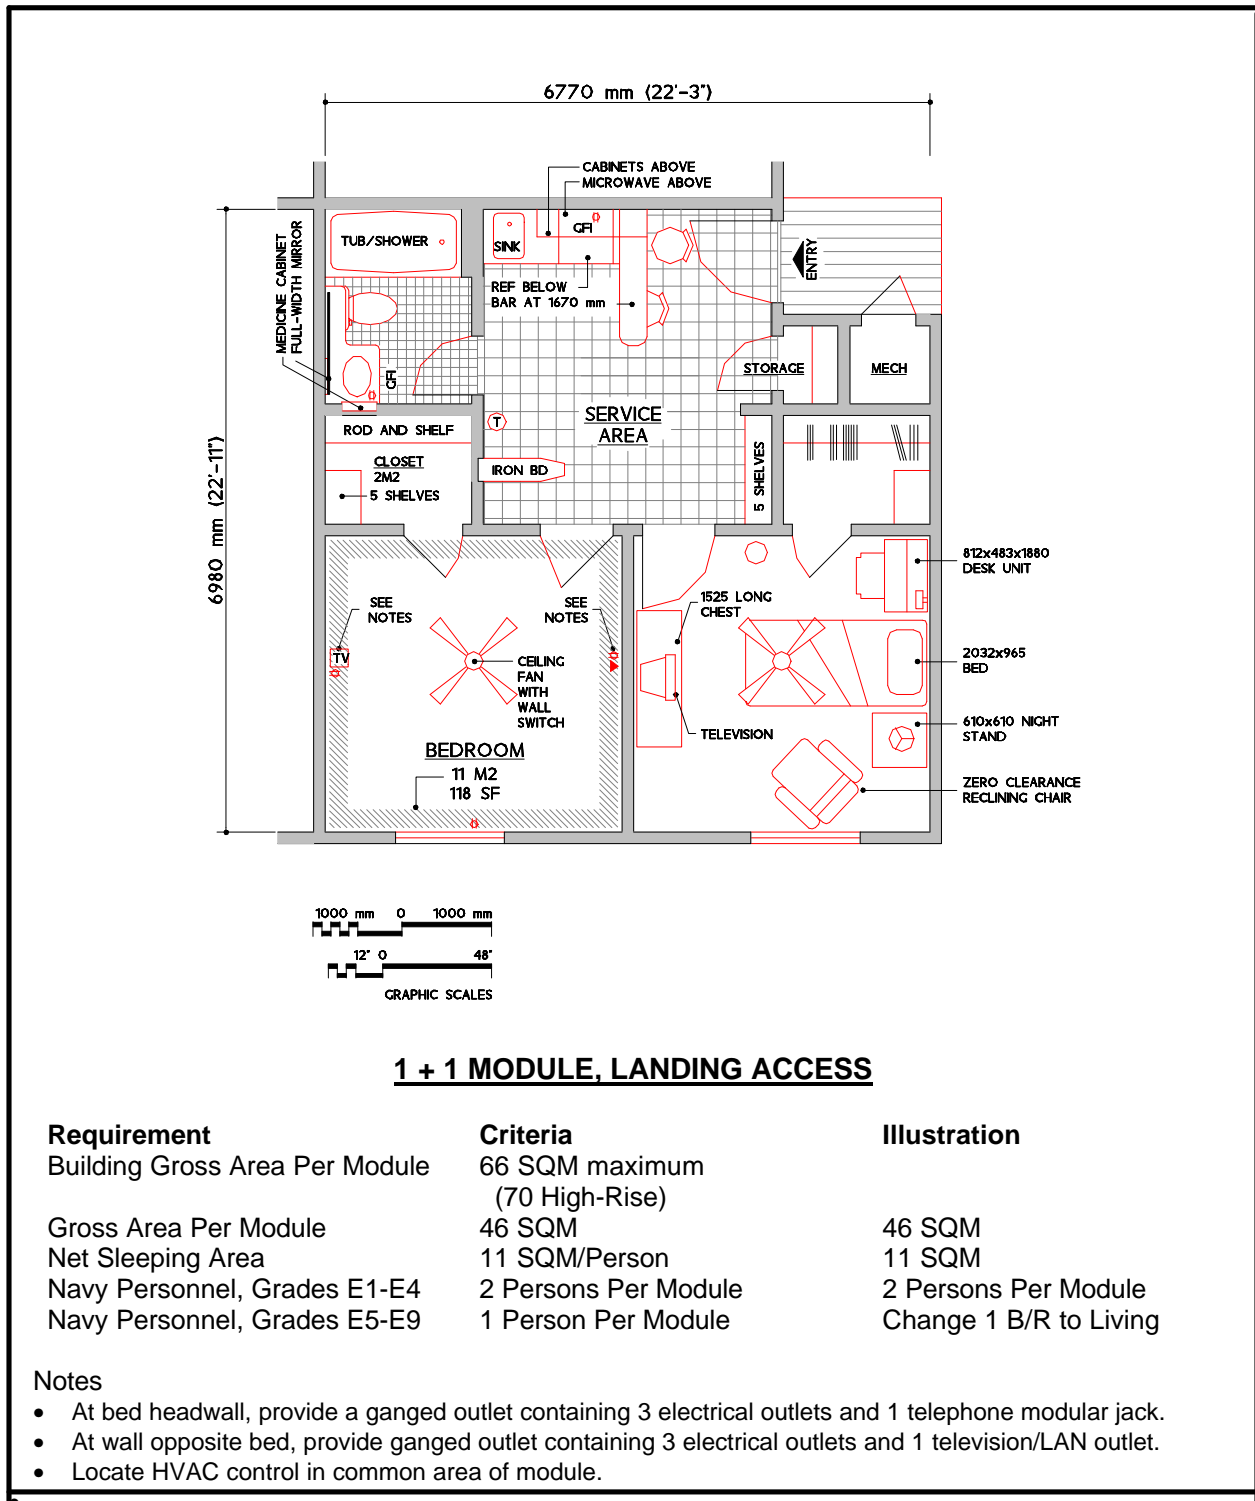 6770 mm (22'-3")
CABINETS ABOVE
MICROWAVE ABOVE
MEDICINE CABINET
FULL-WIDTH MIRROR
TUB/SHOWER
SINK
GFI
ENTRY
REF BELOW
BAR AT 1670 mm
GFI
STORAGE
MECH
SERVICE
AREA
T
ROD AND SHELF
CLOSET
2M2
5 SHELVES
IRON BD
5 SHELVES
6980 mm (22'-11")
812x483x1880
DESK UNIT
SEE
NOTES
SEE
NOTES
1525 LONG
CHEST
TV
CEILING
FAN
WITH
WALL
SWITCH
2032x965
BED
TELEVISION
610x610 NIGHT
STAND
BEDROOM
11 M2
118 SF
ZERO CLEARANCE
RECLINING CHAIR
1000 mm 0 1000 mm
12" 0 48"
GRAPHIC SCALES
1 + 1 MODULE, LANDING ACCESS
Requirement Criteria Illustration
Building Gross Area Per Module 66 SQM maximum
(70 High-Rise)
Gross Area Per Module 46 SQM 46 SQM
Net Sleeping Area 11 SQM/Person 11 SQM
Navy Personnel, Grades E1-E4 2 Persons Per Module 2 Persons Per Module
Navy Personnel, Grades E5-E9 1 Person Per Module Change 1 B/R to Living
Notes
• At bed headwall, provide a ganged outlet containing 3 electrical outlets and 1 telephone modular jack.
• At wall opposite bed, provide ganged outlet containing 3 electrical outlets and 1 television/LAN outlet.
• Locate HVAC control in common area of module.